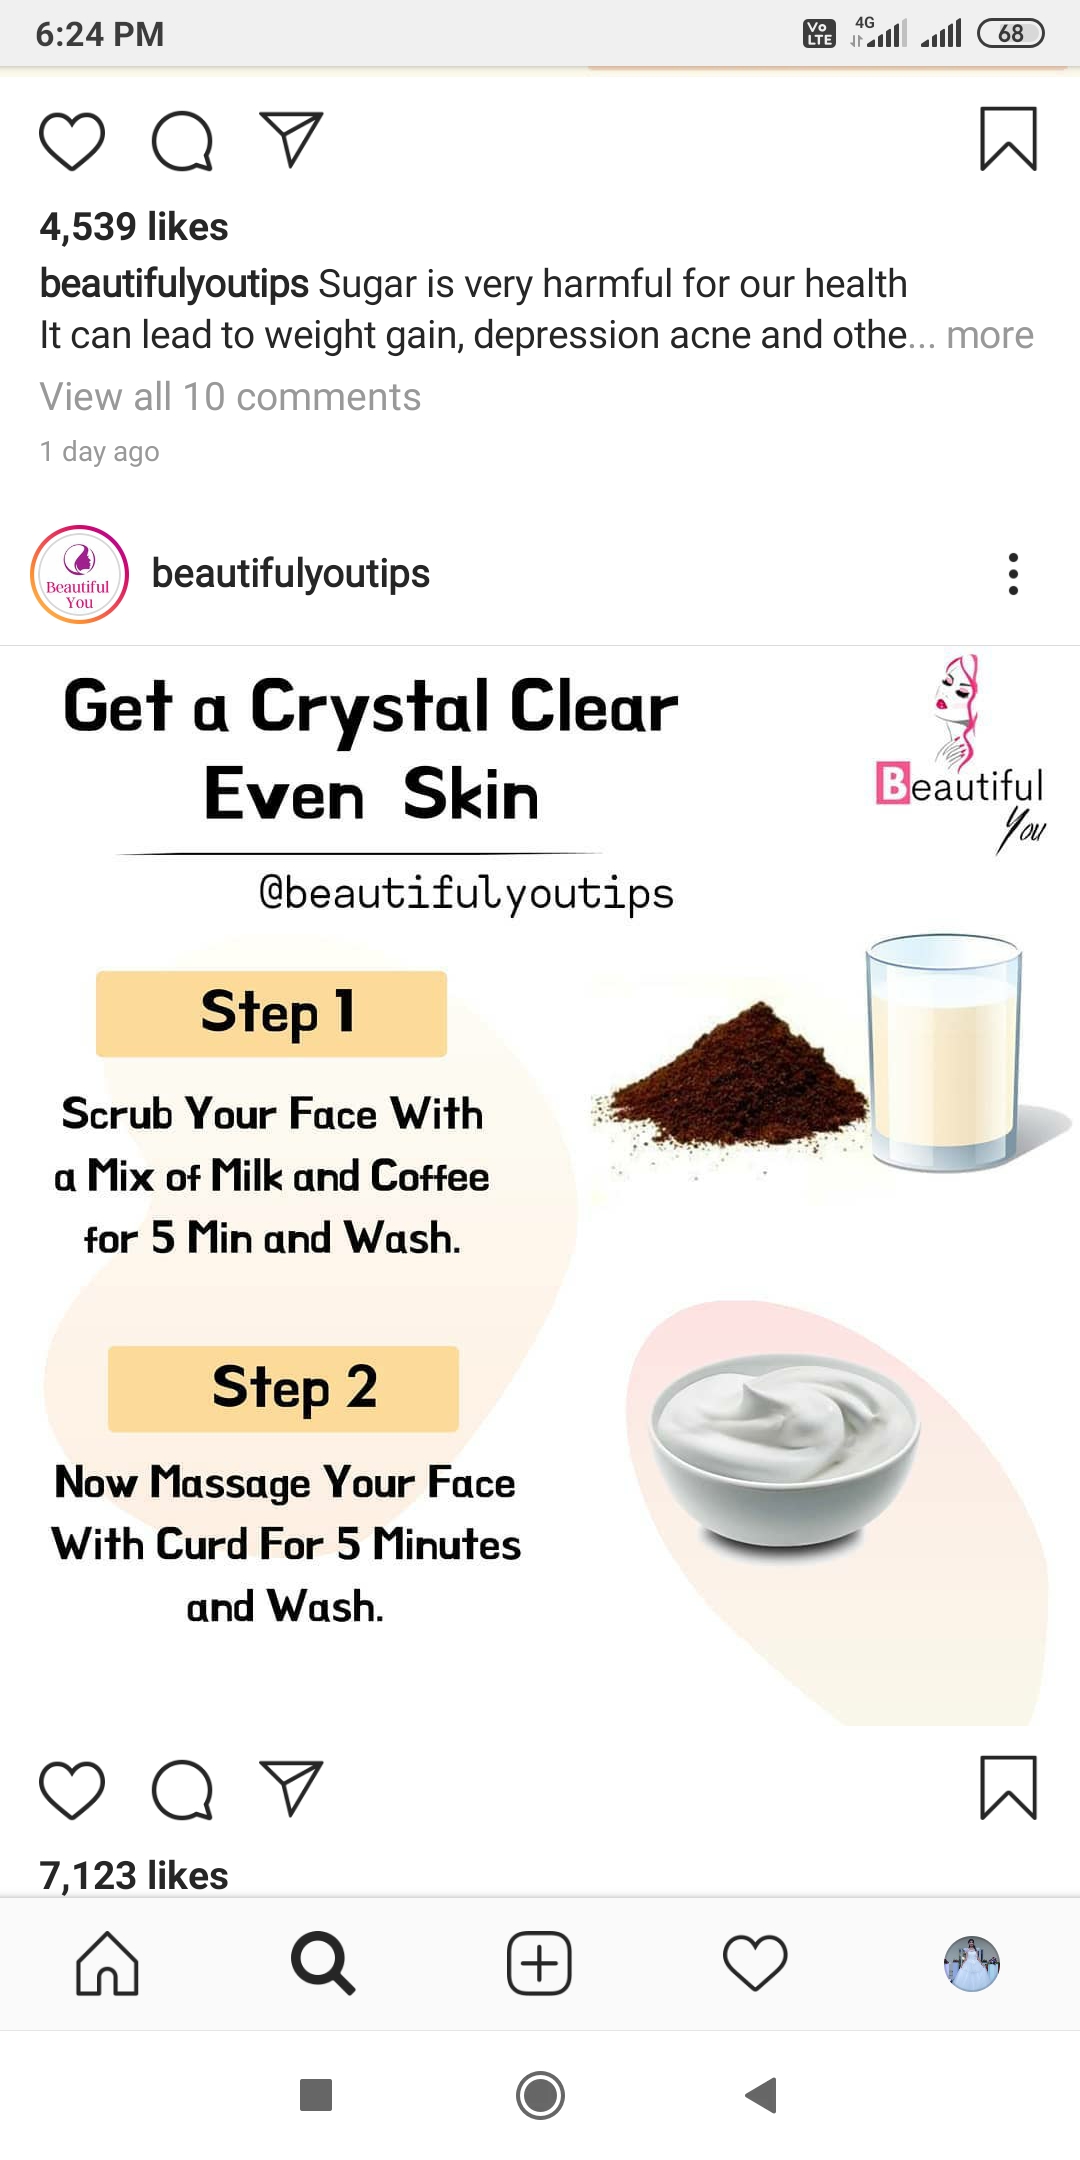 6:24 PM
Vo LTE 4G 68
4,539 likes
beautifulyoutips Sugar is very harmful for our health
It can lead to weight gain, depression acne and othe... more
View all 10 comments
1 day ago
Beautiful
You
beautifulyoutips
Get a Crystal Clear
Even Skin
Beautiful
You
@beautifulyoutips
Step 1
Scrub Your Face With
a Mix of Milk and Coffee
for 5 Min and Wash.
Step 2
Now Massage Your Face
With Curd For 5 Minutes
and Wash.
7,123 likes